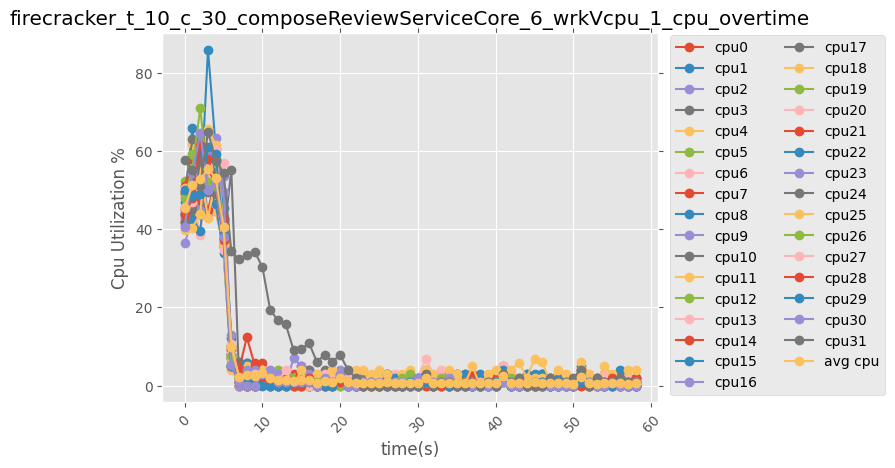 firecracker_t_10_c_30_composeReviewServiceCore_6_wrkVcpu_1_cpu_overtime
Cpu Utilization %
80
60
40
20
0
0 10 20 30 40 50 60
time(s)
cpu0
cpu1
cpu2
cpu3
cpu4
cpu5
cpu6
cpu7
cpu8
cpu9
cpu10
cpu11
cpu12
cpu13
cpu14
cpu15
cpu16
cpu17
cpu18
cpu19
cpu20
cpu21
cpu22
cpu23
cpu24
cpu25
cpu26
cpu27
cpu28
cpu29
cpu30
cpu31
avg cpu